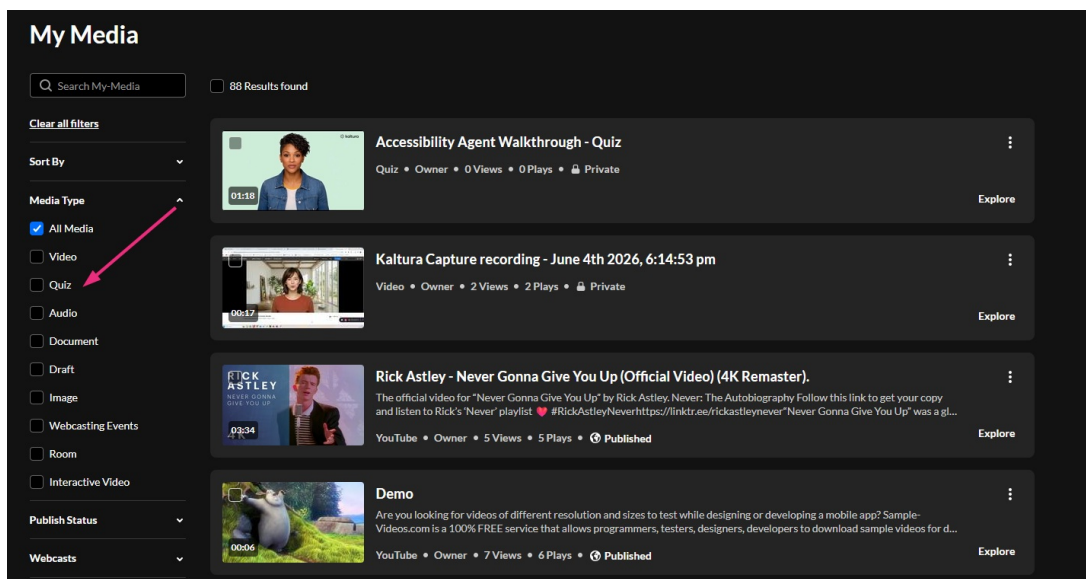 My Media
Search My-Media
88 Results found
Clear all filters
Sort By
Media Type
All Media
Video
Quiz
Audio
Document
Draft
Image
Webcasting Events
Room
Interactive Video
Publish Status
Webcasts
kaltura
01:18
Accessibility Agent Walkthrough - Quiz
Quiz • Owner • 0 Views • 0 Plays • Private
Explore
00:17
Kaltura Capture recording - June 4th 2026, 6:14:53 pm
Video • Owner • 2 Views • 2 Plays • Private
Explore
RICK
ASTLEY
NEVER GONNA
GIVE YOU UP
4K
03:34
Rick Astley - Never Gonna Give You Up (Official Video) (4K Remaster).
The official video for “Never Gonna Give You Up” by Rick Astley. Never: The Autobiography Follow this link to get your copy
and listen to Rick's 'Never' playlist ❤️ #RickAstleyNeverhttps://linktr.ee/rickastleynever“Never Gonna Give You Up” was a gl...
YouTube • Owner • 5 Views • 5 Plays • Published
Explore
00:06
Demo
Are you looking for videos of different resolution and sizes to test while designing or developing a mobile app? Sample-
Videos.com is a 100% FREE service that allows programmers, testers, designers, developers to download sample videos for d...
YouTube • Owner • 7 Views • 6 Plays • Published
Explore